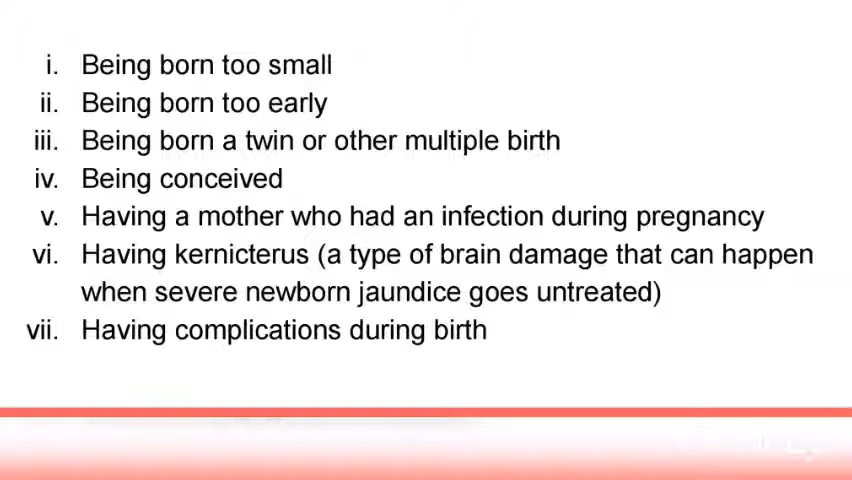 i. Being born too small
ii. Being born too early
iii. Being born a twin or other multiple birth
iv. Being conceived
v. Having a mother who had an infection during pregnancy
vi. Having kernicterus (a type of brain damage that can happen
when severe newborn jaundice goes untreated)
vii. Having complications during birth